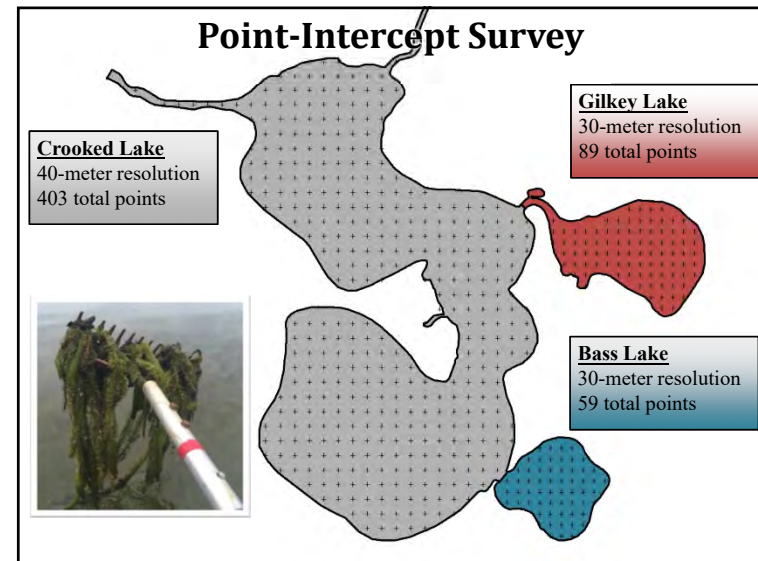 Point-Intercept Survey
Gilkey Lake
30-meter resolution
89 total points
Crooked Lake
40-meter resolution
403 total points
Bass Lake
30-meter resolution
59 total points